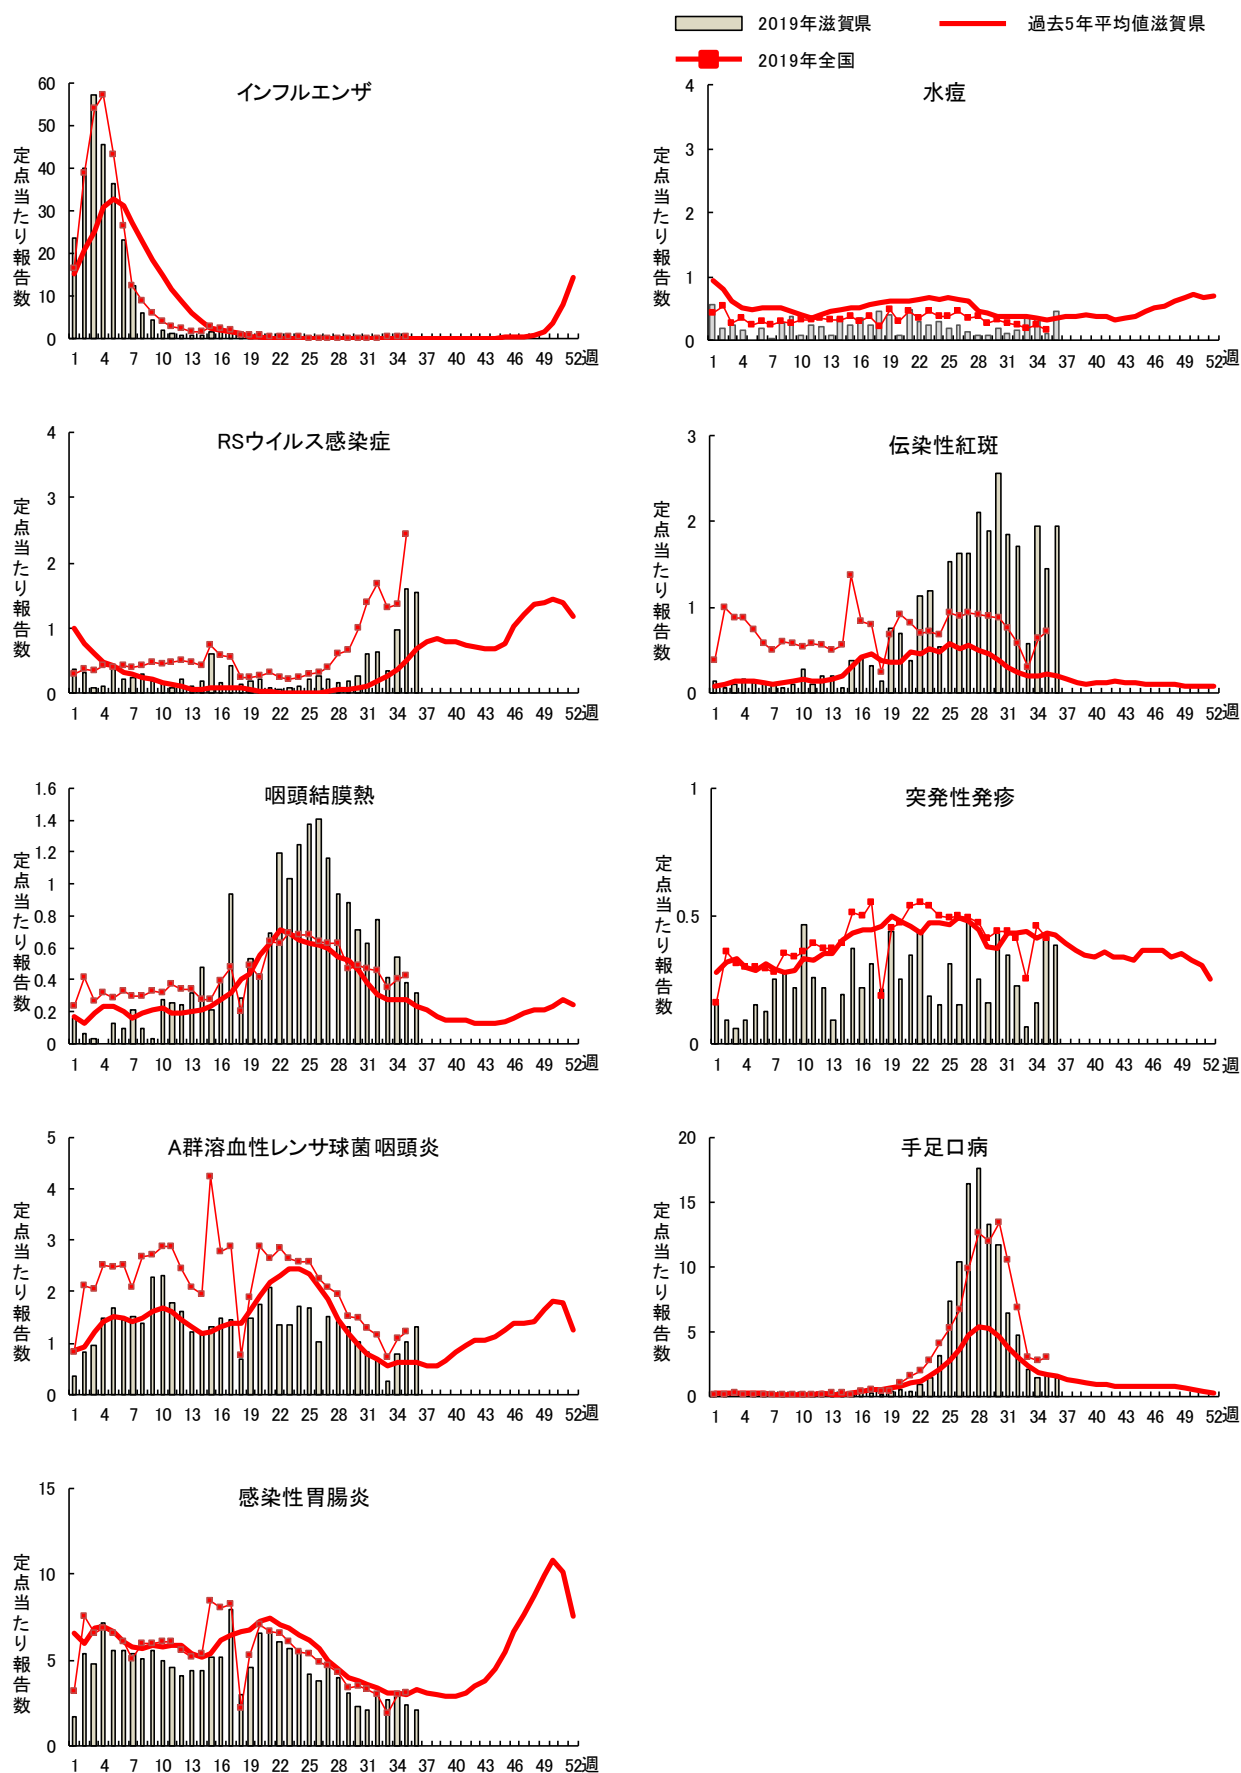 2019年滋賀県
過去5年平均値滋賀県
2019年全国
インフルエンザ
定点当たり報告数
60
50
40
30
20
10
0
1 4 7 10 13 16 19 22 25 28 31 34 37 40 43 46 49 52週
水痘
定点当たり報告数
4
3
2
1
0
1 4 7 10 13 16 19 22 25 28 31 34 37 40 43 46 49 52週
RSウイルス感染症
定点当たり報告数
4
3
2
1
0
1 4 7 10 13 16 19 22 25 28 31 34 37 40 43 46 49 52週
伝染性紅斑
定点当たり報告数
3
2
1
0
1 4 7 10 13 16 19 22 25 28 31 34 37 40 43 46 49 52週
咽頭結膜熱
定点当たり報告数
1.6
1.4
1.2
1
0.8
0.6
0.4
0.2
0
1 4 7 10 13 16 19 22 25 28 31 34 37 40 43 46 49 52週
突発性発疹
定点当たり報告数
1
0.5
0
1 4 7 10 13 16 19 22 25 28 31 34 37 40 43 46 49 52週
A群溶血性レンサ球菌咽頭炎
定点当たり報告数
5
4
3
2
1
0
1 4 7 10 13 16 19 22 25 28 31 34 37 40 43 46 49 52週
手足口病
定点当たり報告数
20
15
10
5
0
1 4 7 10 13 16 19 22 25 28 31 34 37 40 43 46 49 52週
感染性胃腸炎
定点当たり報告数
15
10
5
0
1 4 7 10 13 16 19 22 25 28 31 34 37 40 43 46 49 52週